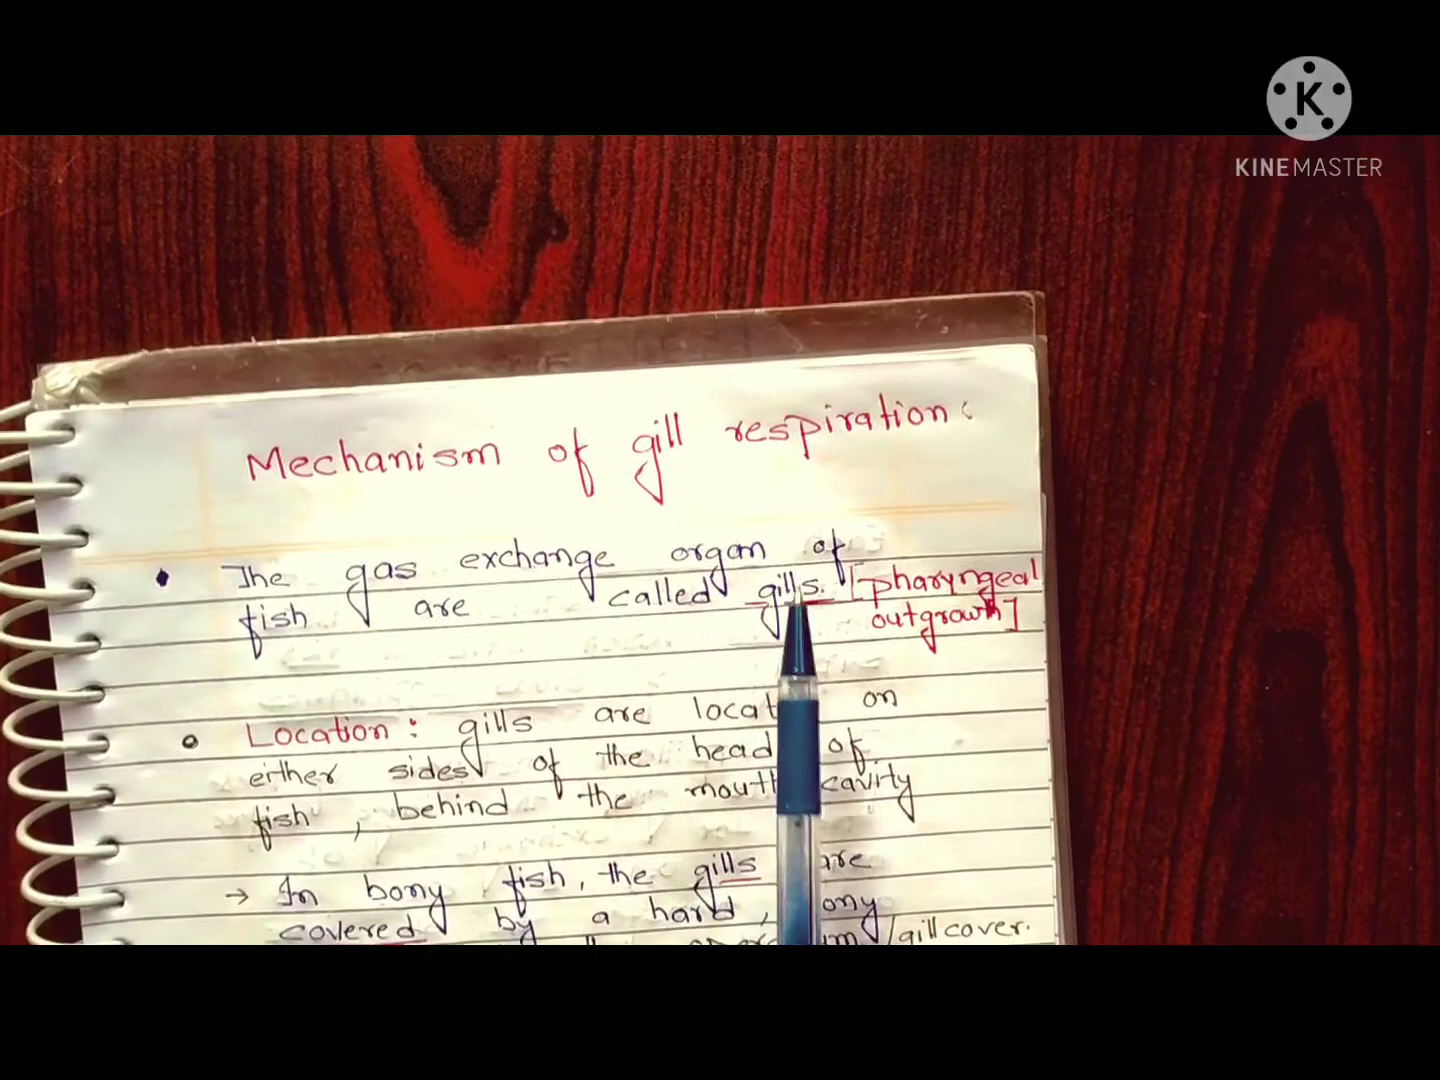 K
KINEMASTER
Mechanism of gill respiration:
The gas exchange organ of
fish are called gills. [pharyngeal
outgrowth]
Location: gills are locat on
either sides of the head of
fish, behind the mouth cavity
→ In bony fish, the gills are
covered by a hard, ony
/gill cover.